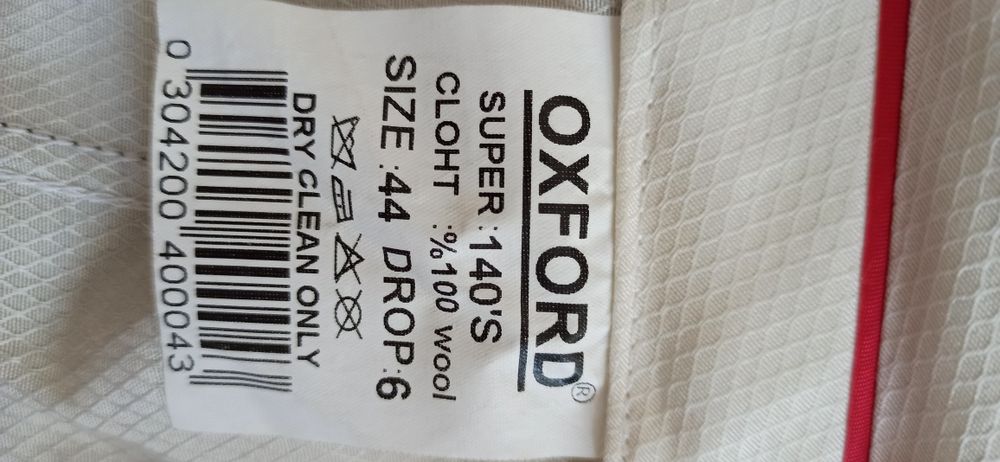 OXFORD®
SUPER:140'S
CLOHT :%100 wool
SIZE:44 DROP:6
DRY CLEAN ONLY
0 304200 400043